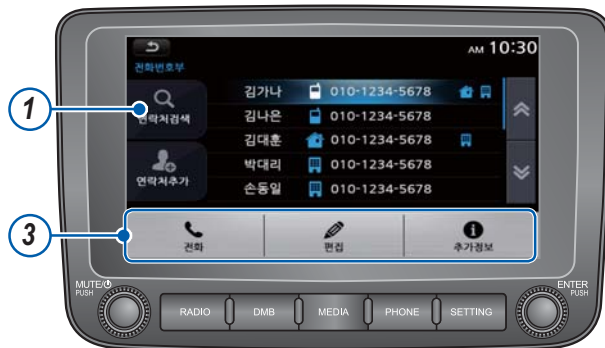 AM 10:30
전화번호부
김가나 010-1234-5678
연락처검색
김나은 010-1234-5678
김대훈 010-1234-5678
박대리 010-1234-5678
연락처추가
손동일 010-1234-5678
1
3
전화 편집 추가정보
MUTE/
PUSH
ENTER
PUSH
RADIO DMB MEDIA PHONE SETTING